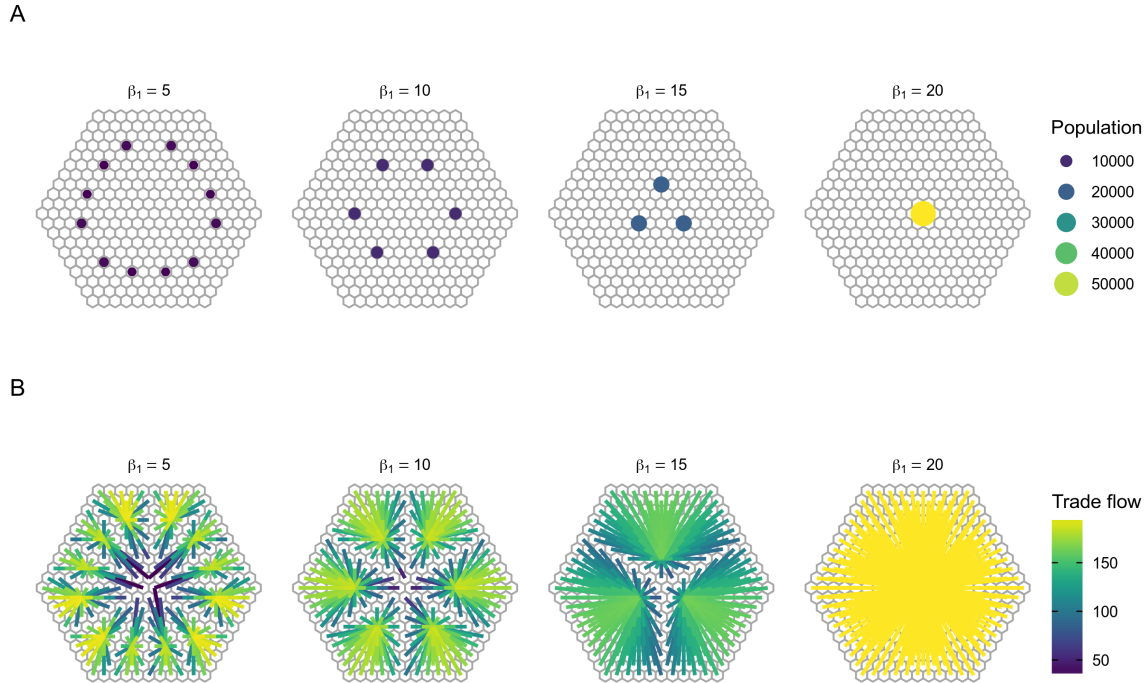 A
β₁ = 5
β₁ = 10
β₁ = 15
β₁ = 20
Population
10000
20000
30000
40000
50000
B
β₁ = 5
β₁ = 10
β₁ = 15
β₁ = 20
Trade flow
150
100
50